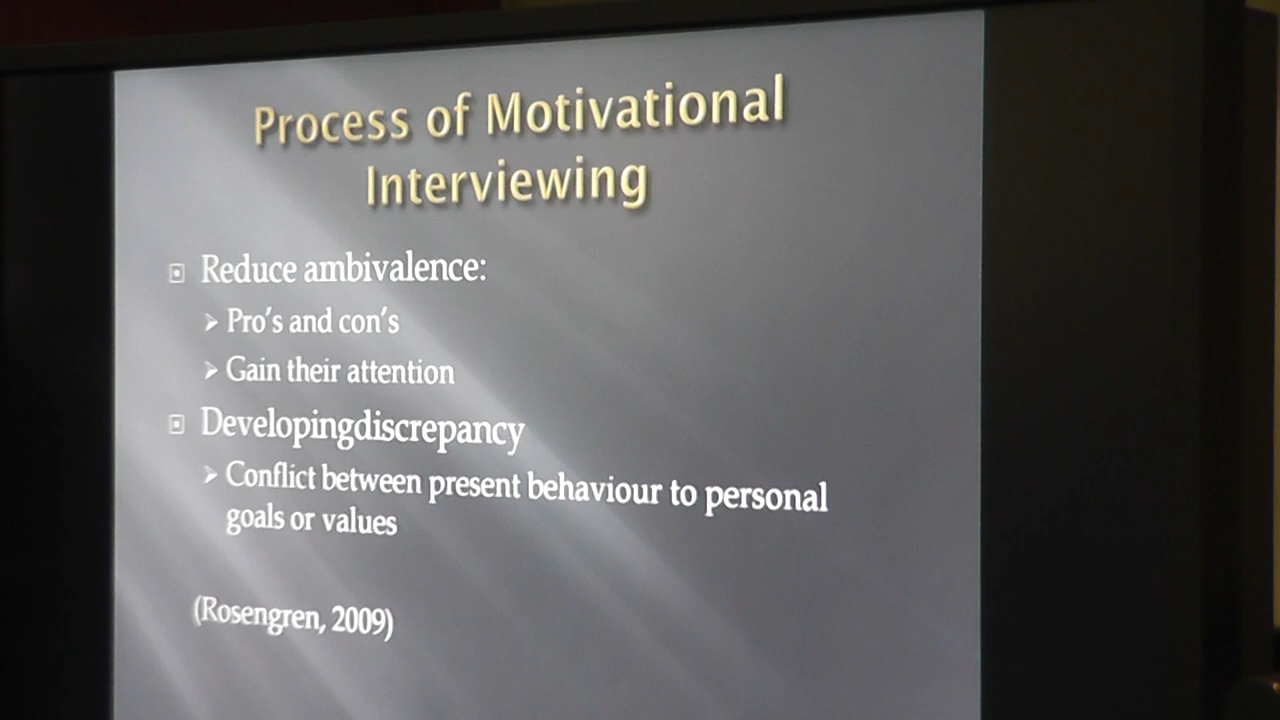 Process of Motivational
Interviewing
Reduce ambivalence:
Pro's and con's
Gain their attention
Developingdiscrepancy
Conflict between present behaviour to personal
goals or values
(Rosengren, 2009)